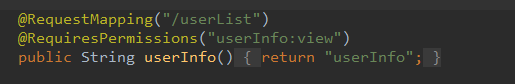 @RequestMapping("/userList")
@RequiresPermissions("userInfo:view")
public String userInfo() { return "userInfo"; }